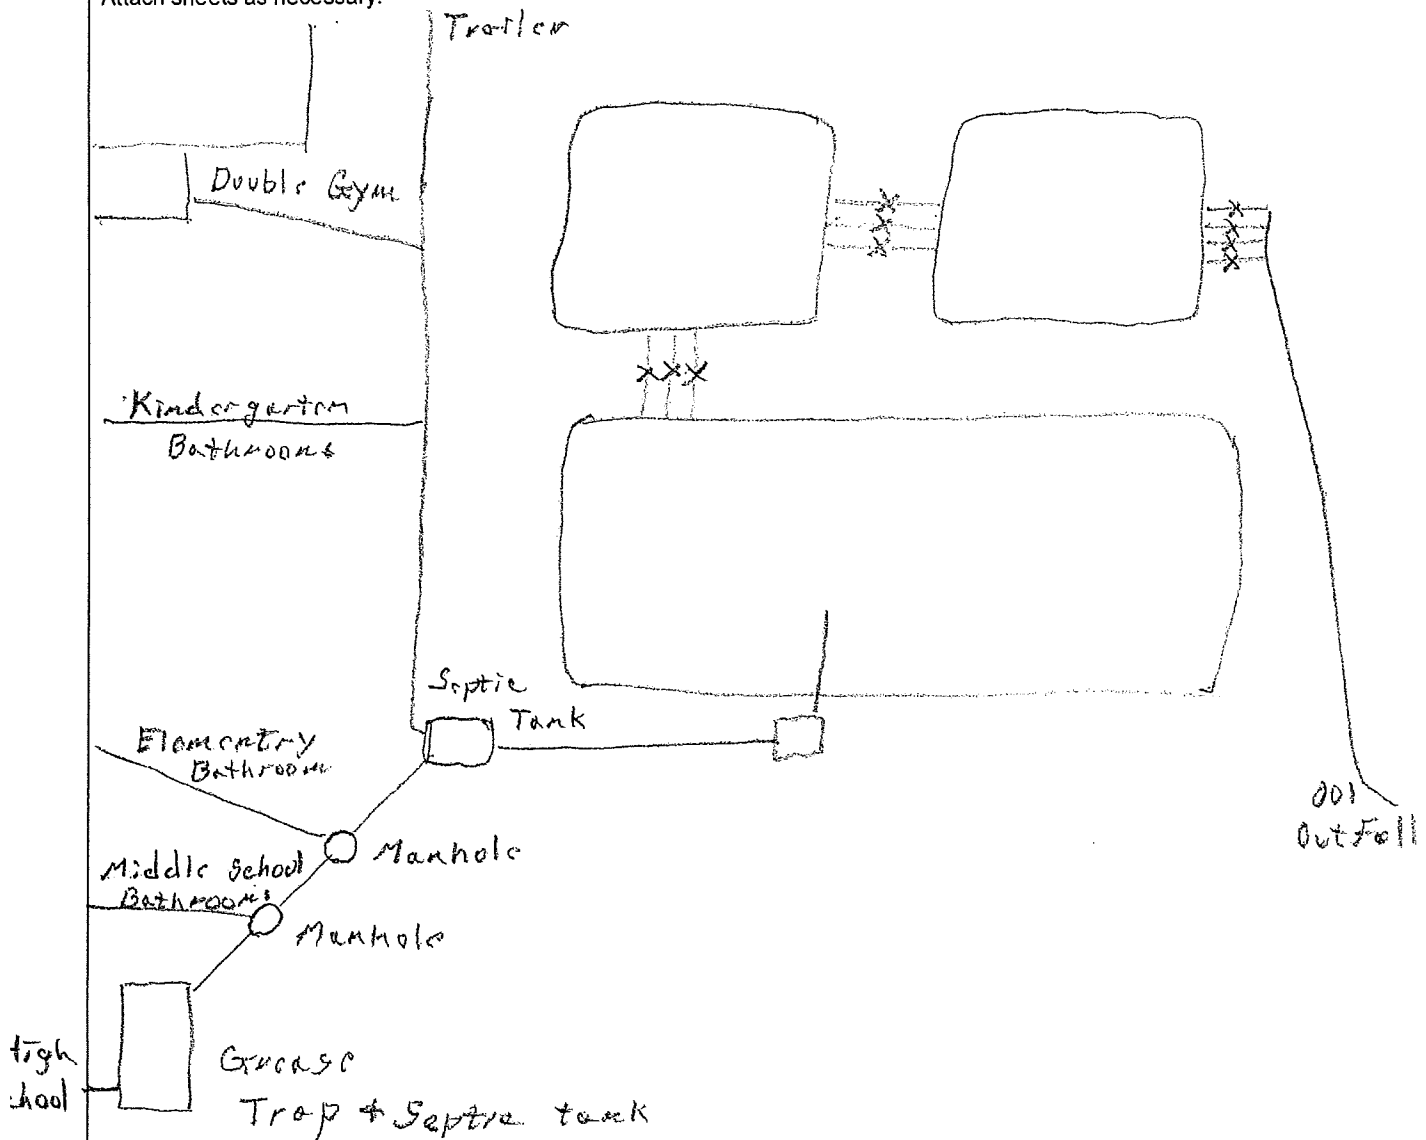 Attach sheets as necessary.
Trailer
Double Gym
Kindergarten
Bathrooms
Septic
Tank
Elementry
Bathroom
Manhole
Middle School
Bathrooms
Manhole
High
chool
Grease
Trap + Septic tank
001
OutFall